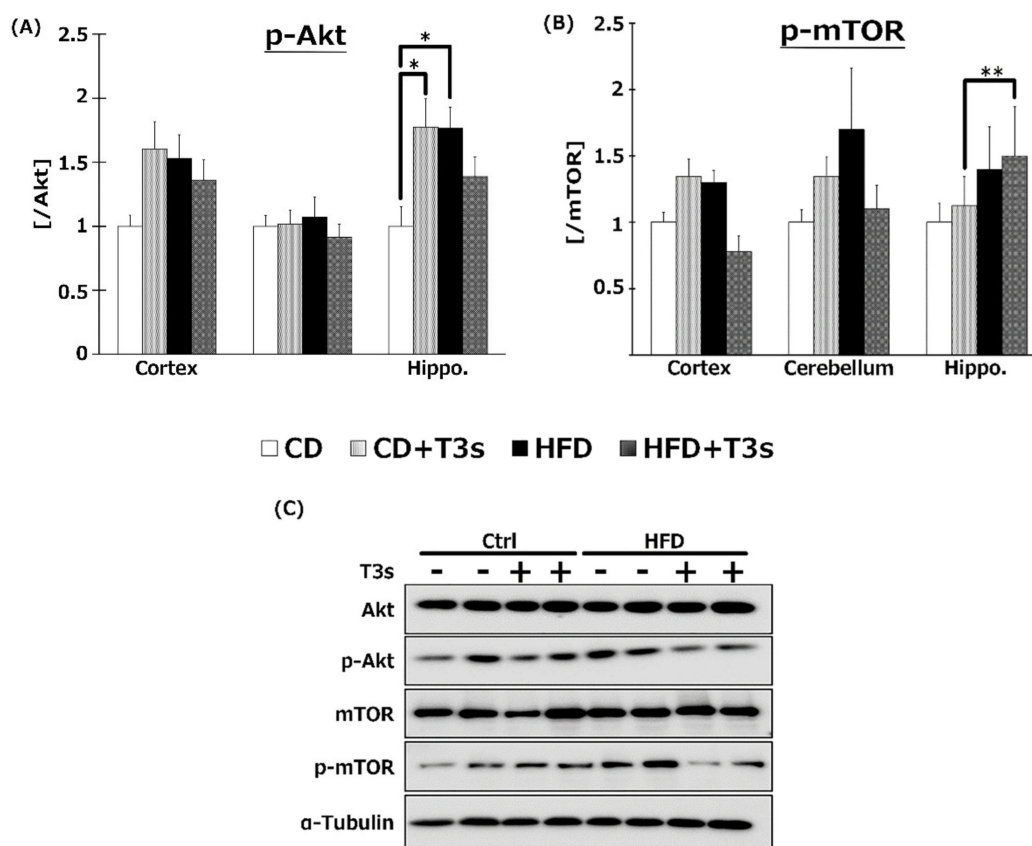 (A)
p-Akt
[/Akt]
2.5
2
1.5
1
0.5
0
*
*
Cortex
Hippo.
(B)
p-mTOR
[/mTOR]
2.5
2
1.5
1
0.5
**
Cortex
Cerebellum
Hippo.
CD CD+T3s HFD HFD+T3s
(C)
Ctrl HFD
T3s - - + + - - + +
Akt
p-Akt
mTOR
p-mTOR
α-Tubulin